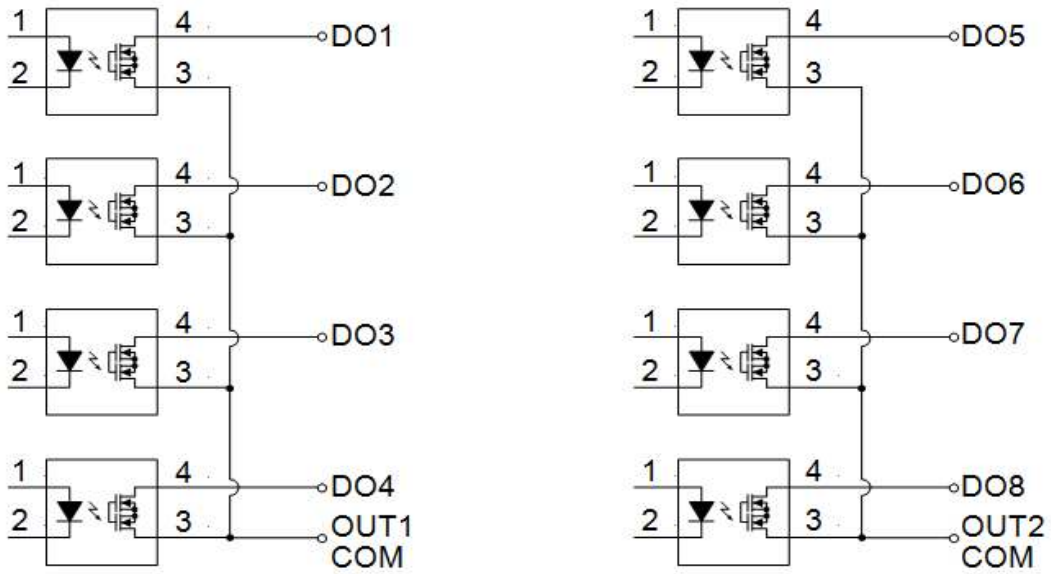 1 4 DO1
2 3
1 4 DO2
2 3
1 4 DO3
2 3
1 4 DO4
2 3 OUT1
COM
1 4 DO5
2 3
1 4 DO6
2 3
1 4 DO7
2 3
1 4 DO8
2 3 OUT2
COM